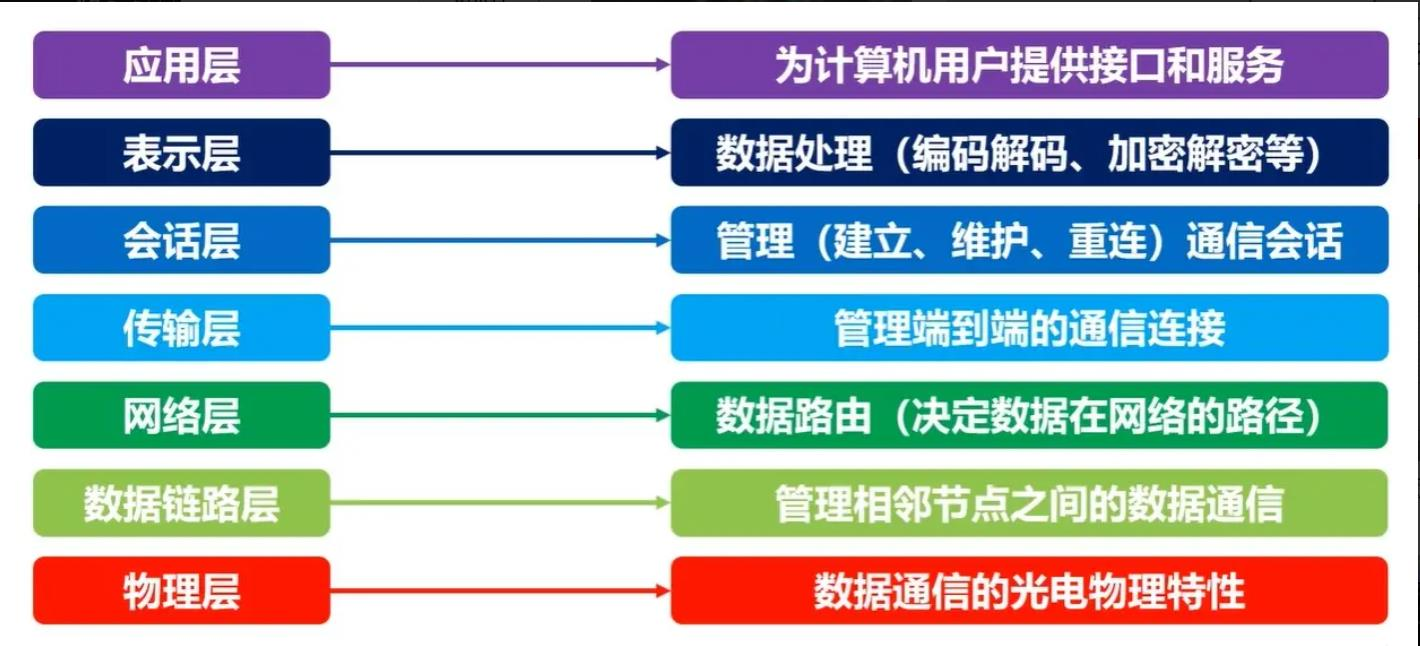 应用层
为计算机用户提供接口和服务
表示层
数据处理（编码解码、加密解密等）
会话层
管理（建立、维护、重连）通信会话
传输层
管理端到端的通信连接
网络层
数据路由（决定数据在网络的路径）
数据链路层
管理相邻节点之间的数据通信
物理层
数据通信的光电物理特性